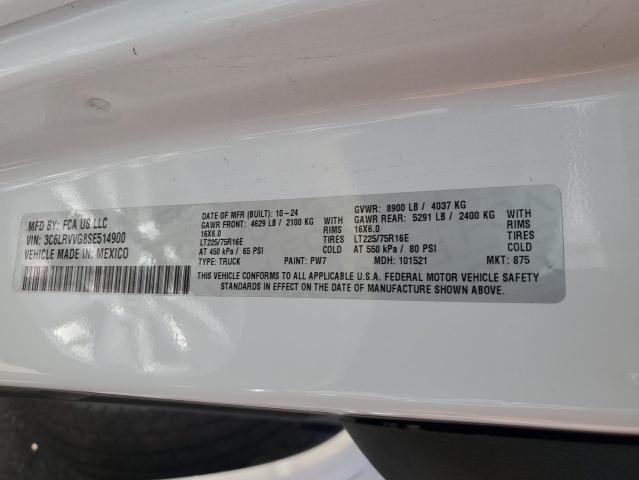 MFD BY: FCA US LLC
VIN: 3C6LRVVG8SE514900
VEHICLE MADE IN: MEXICO
DATE OF MFR (BUILT): 10-24
GAWR FRONT: 4629 LB / 2100 KG
16X6.0 RIMS
LT225/75R16E TIRES
AT 450 kPa / 65 PSI COLD
GVWR: 8900 LB / 4037 KG
GAWR REAR: 5291 LB / 2400 KG
16X6.0 RIMS
LT225/75R16E TIRES
AT 550 kPa / 80 PSI COLD
TYPE: TRUCK PAINT: PW7 MDH: 101521 MKT: 875
THIS VEHICLE CONFORMS TO ALL APPLICABLE U.S.A. FEDERAL MOTOR VEHICLE SAFETY
STANDARDS IN EFFECT ON THE DATE OF MANUFACTURE SHOWN ABOVE.